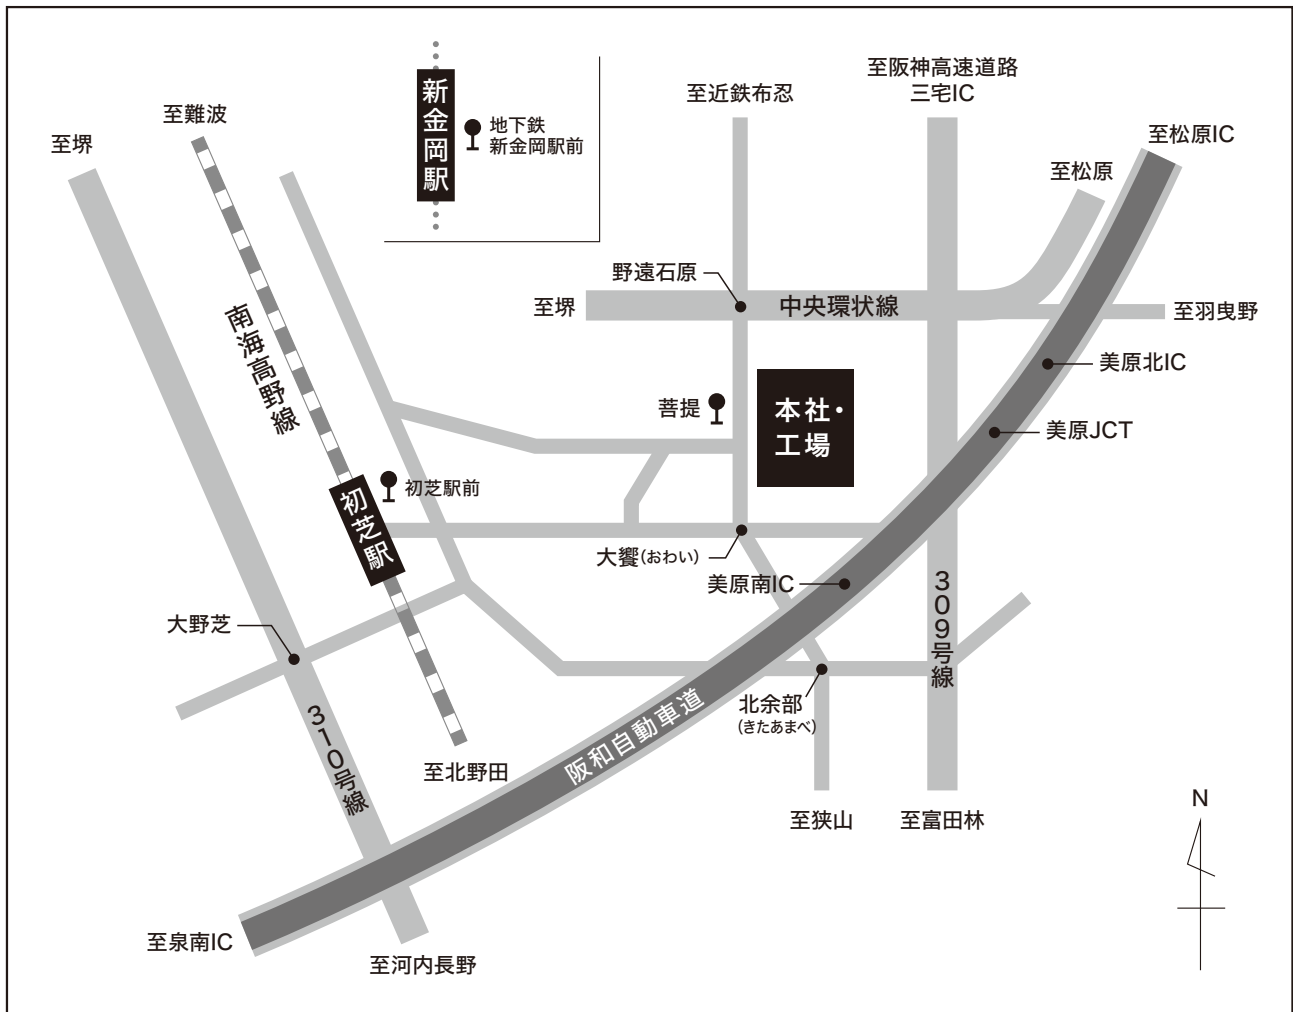 至阪神高速道路
三宅IC
至近鉄布忍
至難波
至堺
新金岡駅
地下鉄
新金岡駅前
至松原IC
至松原
野遠石原
至堺
中央環状線
至羽曳野
南海高野線
美原北IC
菩提
本社・
工場
美原JCT
初芝駅前
初芝駅
大饗(おわい)
美原南IC
309号線
大野芝
北余部
(きたあまべ)
阪和自動車道
310号線
至北野田
至狭山
至富田林
N
至泉南IC
至河内長野